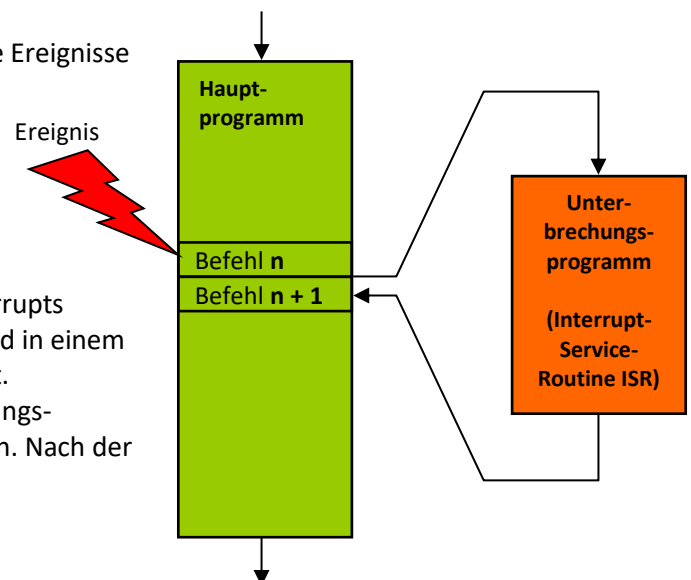 e Ereignisse
Ereignis
rrupts
d in einem
t.
ings-
n. Nach der
Haupt-
programm
Befehl n
Befehl n + 1
Unter-
brechungs-
programm
(Interrupt-
Service-
Routine ISR)